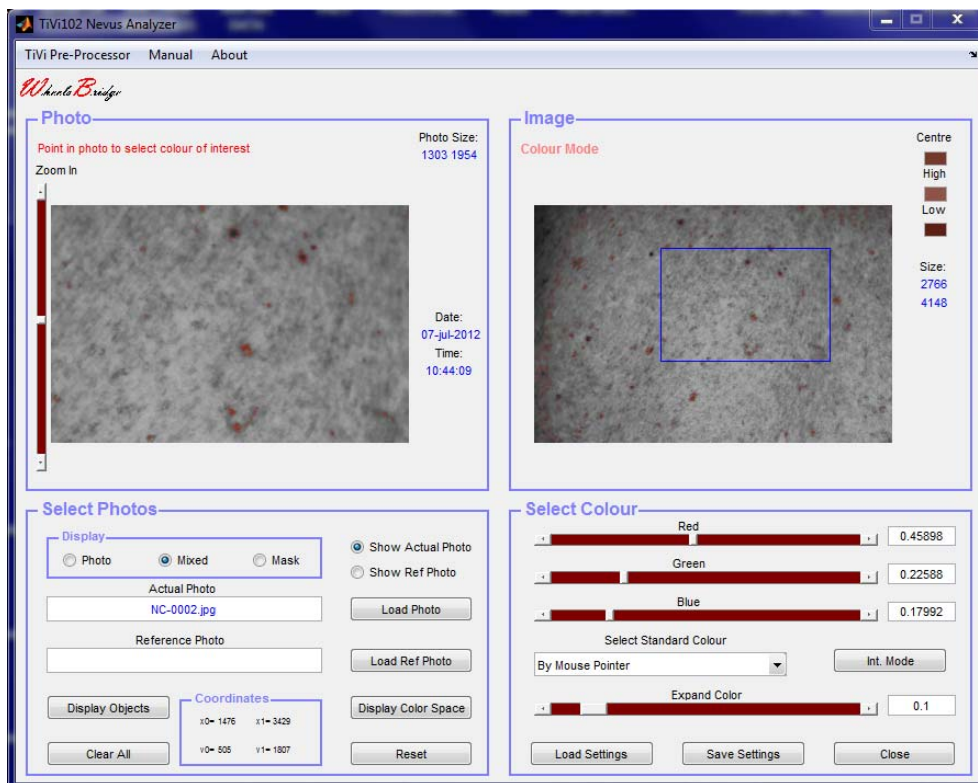 TiVi102 Nevus Analyzer
TiVi Pre-Processor Manual About
WheelsBridge
Photo
Point in photo to select colour of interest
Photo Size:
1303 1954
Zoom In
Date:
07-jul-2012
Time:
10:44:09
Image
Colour Mode
Centre
High
Low
Size:
2766
4148
Select Photos
Display
Photo Mixed Mask
Show Actual Photo
Show Ref Photo
Actual Photo
NC-0002.jpg
Load Photo
Reference Photo
Load Ref Photo
Display Objects
Coordinates
x0= 1476 x1= 3429
y0= 505 y1= 1807
Display Color Space
Clear All
Reset
Select Colour
Red
0.45898
Green
0.22588
Blue
0.17992
Select Standard Colour
By Mouse Pointer
Int. Mode
Expand Color
0.1
Load Settings Save Settings Close